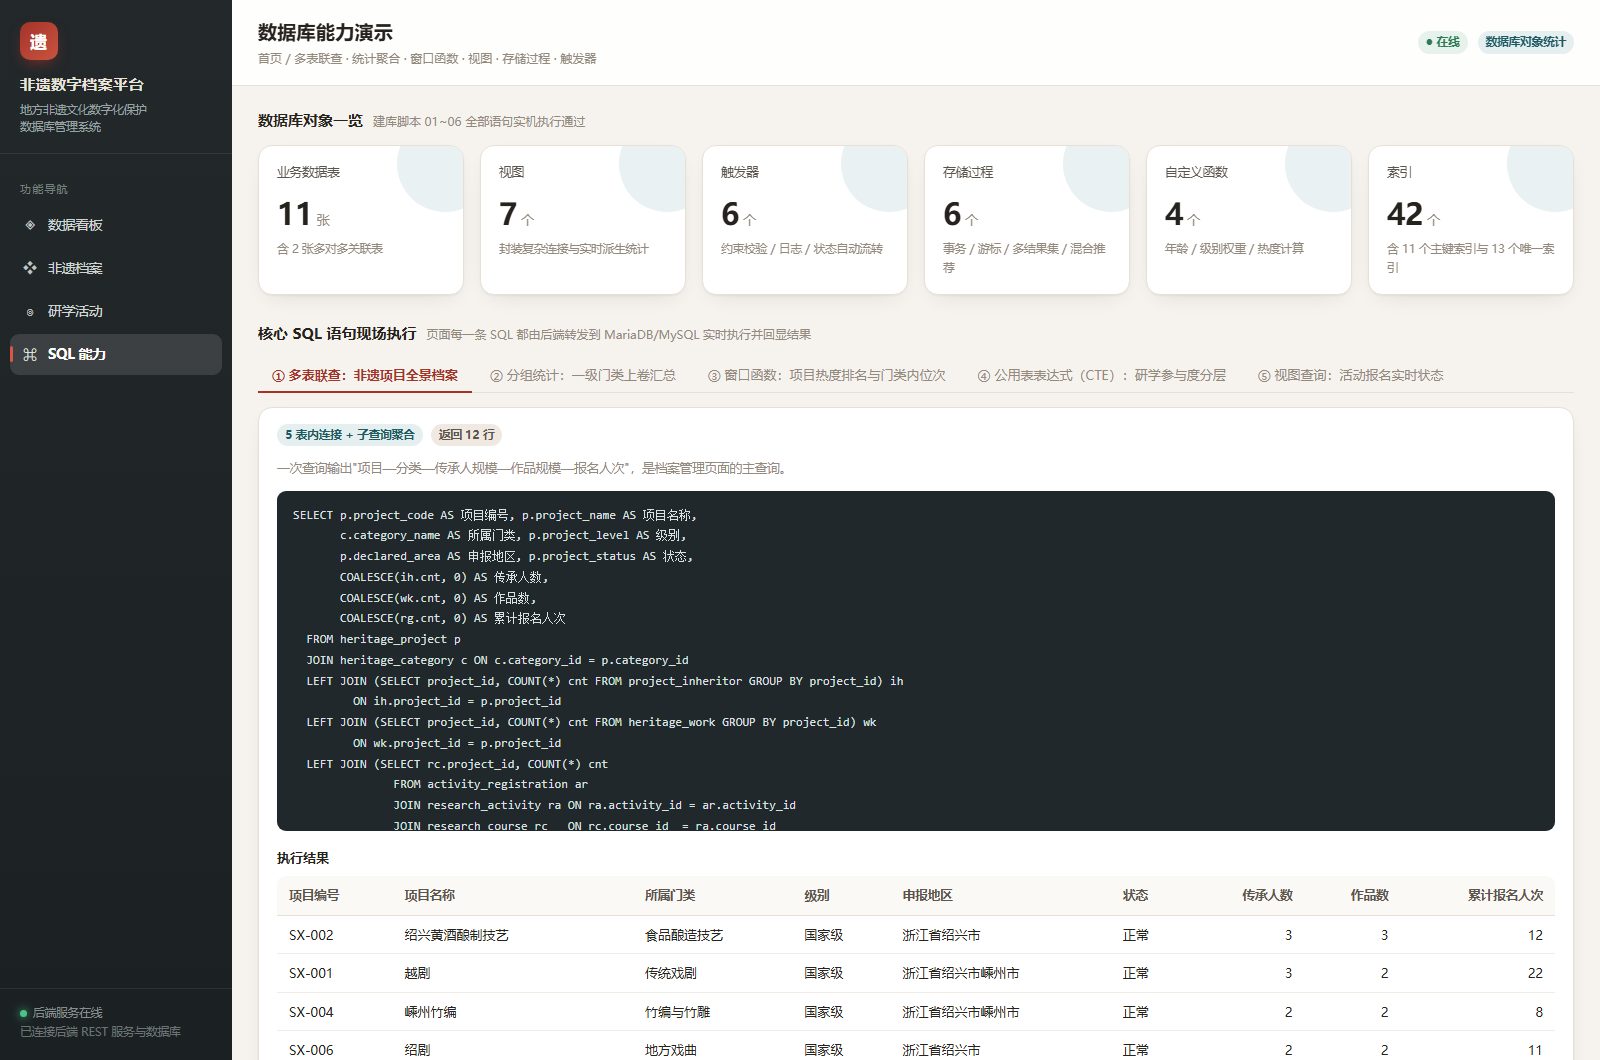 遗
非遗数字档案平台
地方非遗文化数字化保护
数据库管理系统
功能导航
数据看板
非遗档案
研学活动
⌘ SQL 能力
后端服务在线
已连接后端 REST 服务与数据库
数据库能力演示
首页 / 多表联查 · 统计聚合 · 窗口函数 · 视图 · 存储过程 · 触发器
在线
数据库对象统计
数据库对象一览 建库脚本 01~06 全部语句实机执行通过
业务数据表
11 张
含 2 张多对多关联表
视图
7 个
封装复杂连接与实时派生统计
触发器
6 个
约束校验 / 日志 / 状态自动流转
存储过程
6 个
事务 / 游标 / 多结果集 / 混合推
荐
自定义函数
4 个
年龄 / 级别权重 / 热度计算
索引
42 个
含 11 个主键索引与 13 个唯一索
引
核心 SQL 语句现场执行 页面每一条 SQL 都由后端转发到 MariaDB/MySQL 实时执行并回显结果
① 多表联查：非遗项目全景档案
② 分组统计：一级门类上卷汇总
③ 窗口函数：项目热度排名与门类内位次
④ 公用表表达式（CTE）：研学参与度分层
⑤ 视图查询：活动报名实时状态
5 表内连接 + 子查询聚合
返回 12 行
一次查询输出"项目—分类—传承人规模—作品规模—报名人次"，是档案管理页面的主查询。
SELECT p.project_code AS 项目编号, p.project_name AS 项目名称,
c.category_name AS 所属门类, p.project_level AS 级别,
p.declared_area AS 申报地区, p.project_status AS 状态,
COALESCE(ih.cnt, 0) AS 传承人数,
COALESCE(wk.cnt, 0) AS 作品数,
COALESCE(rg.cnt, 0) AS 累计报名人次
FROM heritage_project p
JOIN heritage_category c ON c.category_id = p.category_id
LEFT JOIN (SELECT project_id, COUNT(*) cnt FROM project_inheritor GROUP BY project_id) ih
ON ih.project_id = p.project_id
LEFT JOIN (SELECT project_id, COUNT(*) cnt FROM heritage_work GROUP BY project_id) wk
ON wk.project_id = p.project_id
LEFT JOIN (SELECT rc.project_id, COUNT(*) cnt
FROM activity_registration ar
JOIN research_activity ra ON ra.activity_id = ar.activity_id
JOIN research_course rc ON rc.course_id = ra.course_id
执行结果
项目编号 项目名称 所属门类 级别 申报地区 状态 传承人数 作品数 累计报名人次
SX-002 绍兴黄酒酿制技艺 食品酿造技艺 国家级 浙江省绍兴市 正常 3 3 12
SX-001 越剧 传统戏剧 国家级 浙江省绍兴市嵊州市 正常 3 2 22
SX-004 嵊州竹编 竹编与竹雕 国家级 浙江省绍兴市嵊州市 正常 2 2 8
SX-006 绍剧 地方戏曲 国家级 浙江省绍兴市 正常 2 2 11